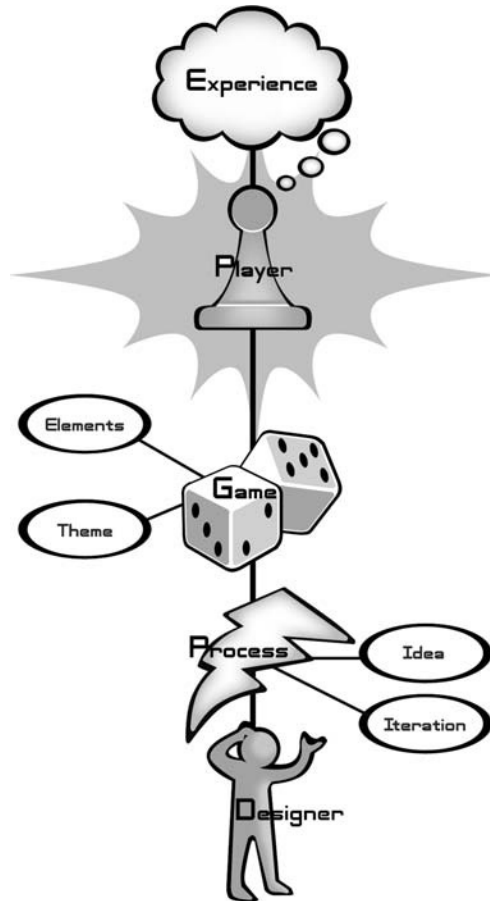 Experience
Player
Elements
Game
Theme
Process
Idea
Iteration
Designer